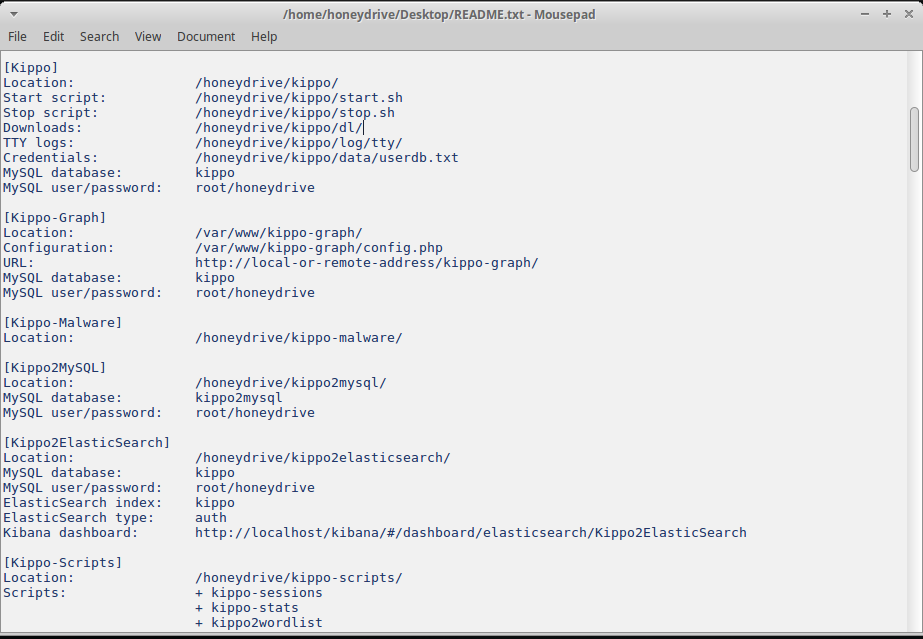 /home/honeydrive/Desktop/README.txt - Mousepad
File Edit Search View Document Help
[Kippo]
Location: /honeydrive/kippo/
Start script: /honeydrive/kippo/start.sh
Stop script: /honeydrive/kippo/stop.sh
Downloads: /honeydrive/kippo/dl/
TTY logs: /honeydrive/kippo/log/tty/
Credentials: /honeydrive/kippo/data/userdb.txt
MySQL database: kippo
MySQL user/password: root/honeydrive
[Kippo-Graph]
Location: /var/www/kippo-graph/
Configuration: /var/www/kippo-graph/config.php
URL: http://local-or-remote-address/kippo-graph/
MySQL database: kippo
MySQL user/password: root/honeydrive
[Kippo-Malware]
Location: /honeydrive/kippo-malware/
[Kippo2MySQL]
Location: /honeydrive/kippo2mysql/
MySQL database: kippo2mysql
MySQL user/password: root/honeydrive
[Kippo2ElasticSearch]
Location: /honeydrive/kippo2elasticsearch/
MySQL database: kippo
MySQL user/password: root/honeydrive
ElasticSearch index: kippo
ElasticSearch type: auth
Kibana dashboard: http://localhost/kibana/#/dashboard/elasticsearch/Kippo2ElasticSearch
[Kippo-Scripts]
Location: /honeydrive/kippo-scripts/
Scripts: + kippo-sessions
+ kippo-stats
+ kippo2wordlist